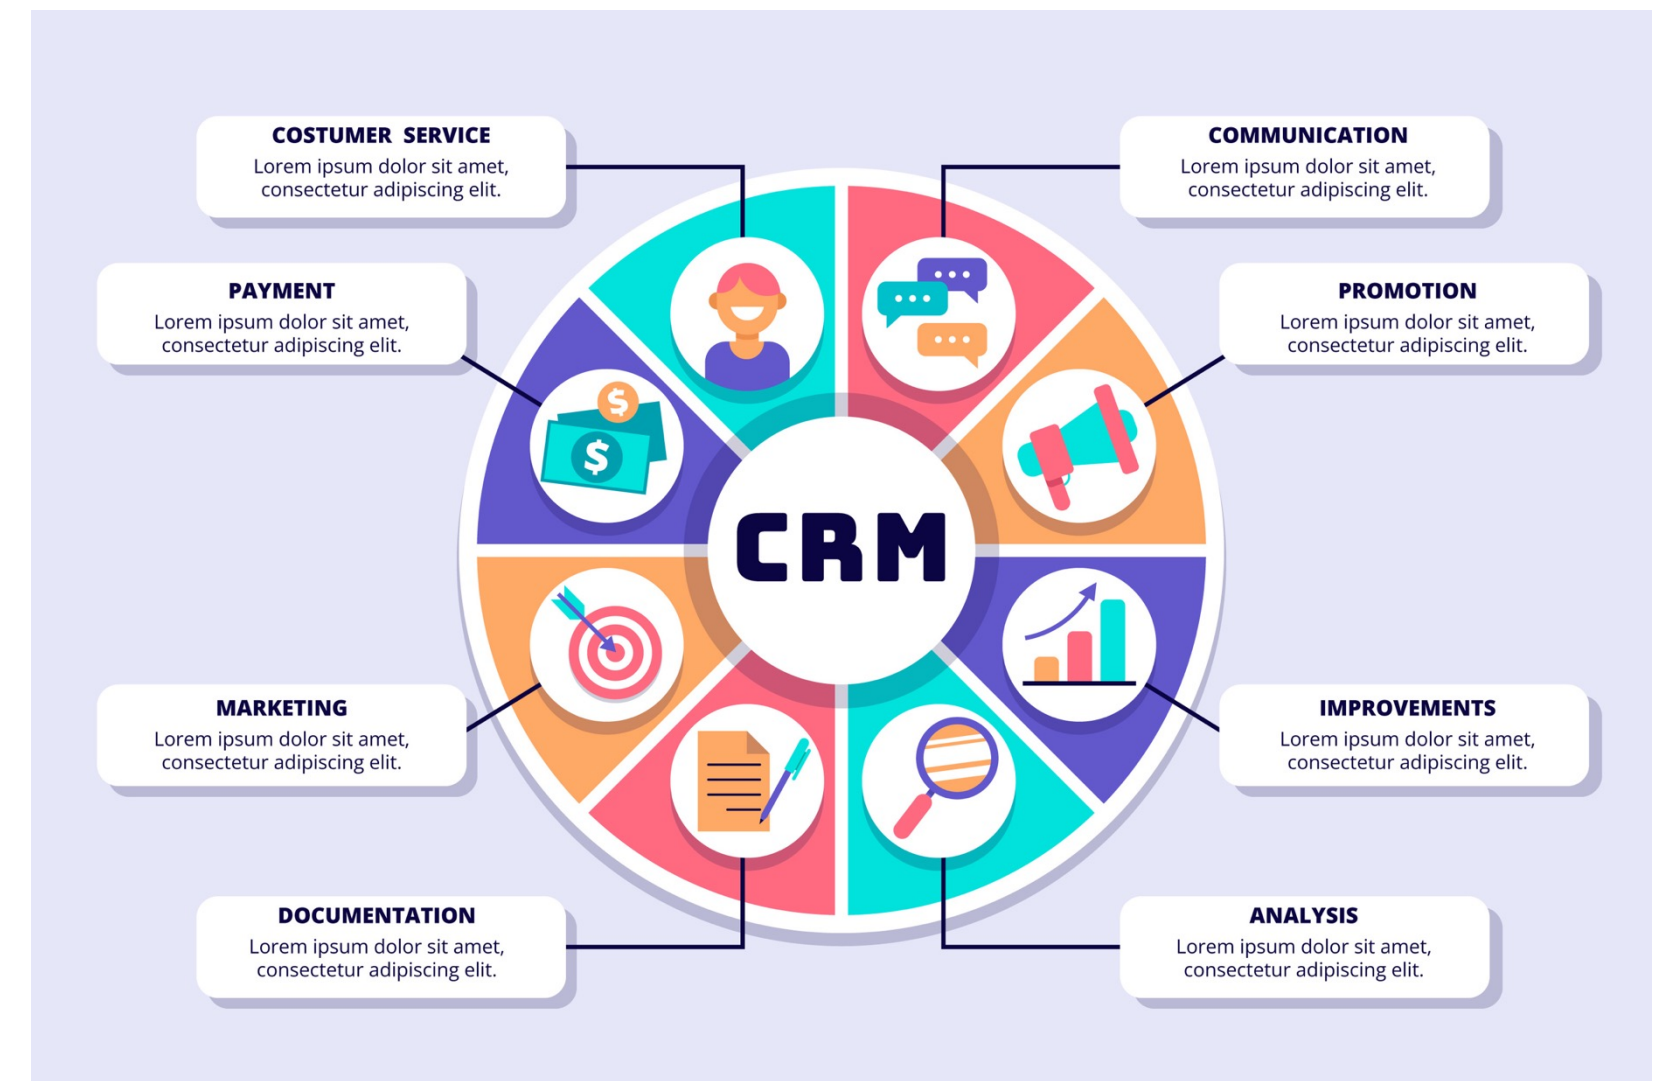 COSTUMER SERVICE
Lorem ipsum dolor sit amet,
consectetur adipiscing elit.
COMMUNICATION
Lorem ipsum dolor sit amet,
consectetur adipiscing elit.
PAYMENT
Lorem ipsum dolor sit amet,
consectetur adipiscing elit.
PROMOTION
Lorem ipsum dolor sit amet,
consectetur adipiscing elit.
$
$
CRM
MARKETING
Lorem ipsum dolor sit amet,
consectetur adipiscing elit.
IMPROVEMENTS
Lorem ipsum dolor sit amet,
consectetur adipiscing elit.
DOCUMENTATION
Lorem ipsum dolor sit amet,
consectetur adipiscing elit.
ANALYSIS
Lorem ipsum dolor sit amet,
consectetur adipiscing elit.